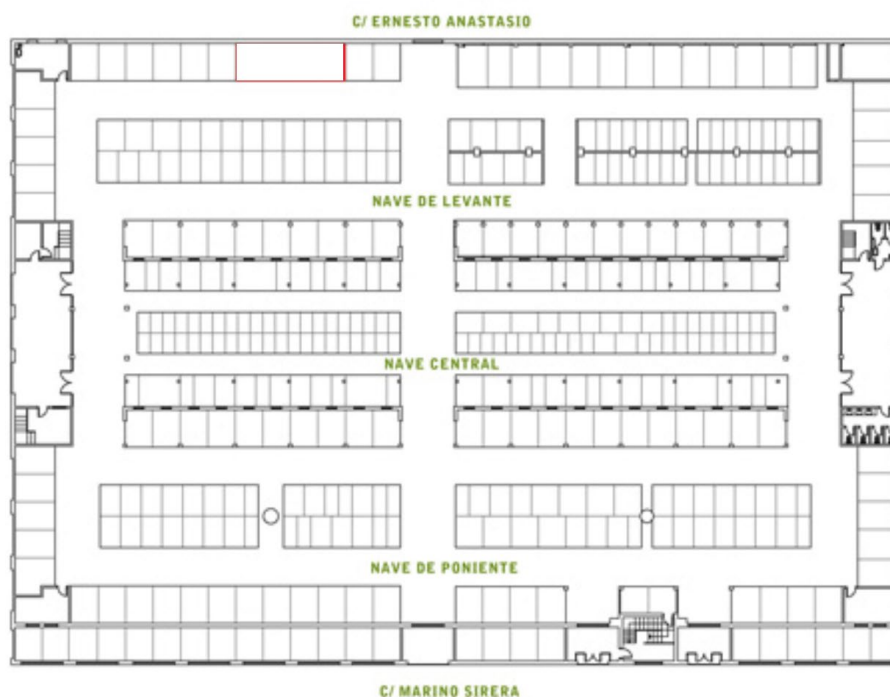 C/ ERNESTO ANASTASIO
NAVE DE LEVANTE
NAVE CENTRAL
NAVE DE PONIENTE
C/ MARINO SIRERA